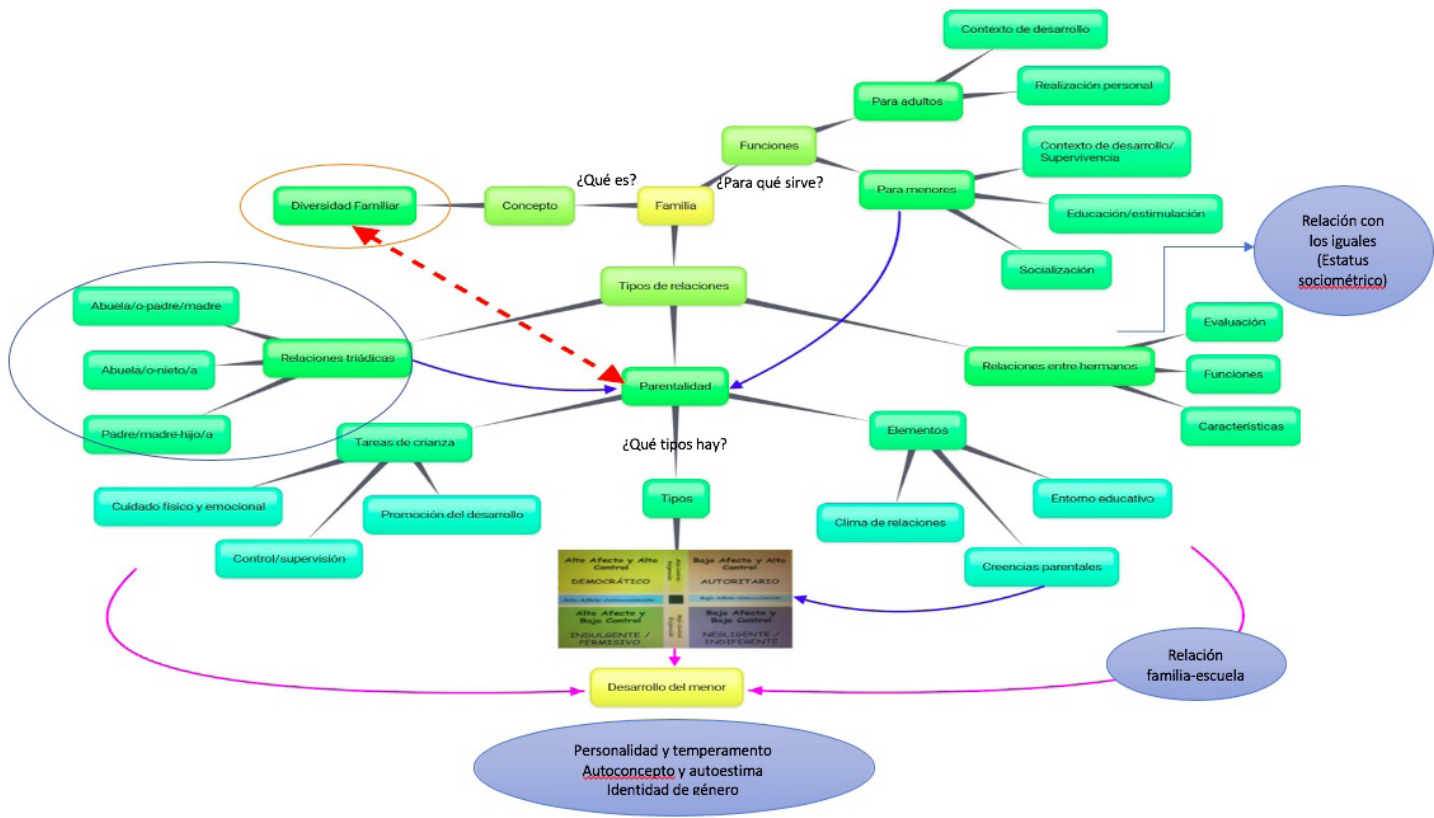 Contexto de desarrollo
Realización personal
Para adultos
Funciones
¿Qué es?
¿Para qué sirve?
Contexto de desarrollo/
Supervivencia
Para menores
Diversidad Familiar
Concepto
Familia
Educación/estimulación
Socialización
Relación con
los iguales
(Estatus
sociométrico)
Tipos de relaciones
Abuela/o-padre/madre
Relaciones triádicas
Abuela/o-nieto/a
Padre/madre-hijo/a
Evaluación
Relaciones entre hermanos
Funciones
Características
Parentalidad
¿Qué tipos hay?
Tareas de crianza
Elementos
Cuidado físico y emocional
Promoción del desarrollo
Control/supervisión
Tipos
Entorno educativo
Clima de relaciones
Creencias parentales
Alto Afecto y Alto
Control
DEMOCRÁTICO
Bajo Afecto y Alto
Control
AUTORITARIO
Alto Afecto y
Bajo Control
INDULGENTE /
PERMISIVO
Bajo Afecto y
Bajo Control
NEGLIGENTE /
INDIFERENTE
Relación
familia-escuela
Desarrollo del menor
Personalidad y temperamento
Autoconcepto y autoestima
Identidad de género